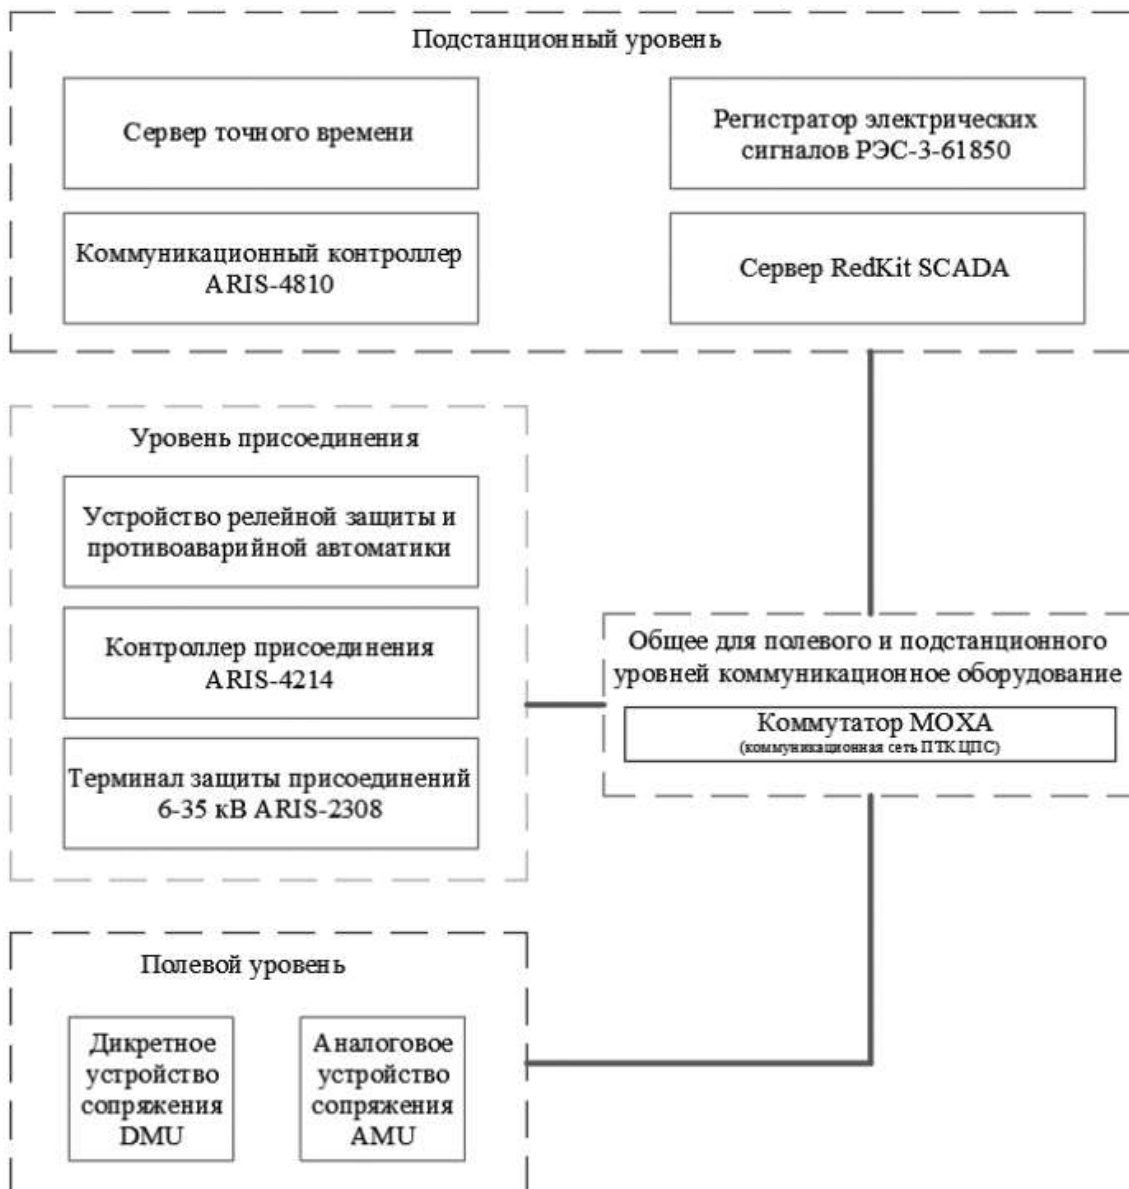 Подстанционный уровень
Сервер точного времени
Регистратор электрических
сигналов РЭС-3-61850
Коммуникационный контроллер
ARIS-4810
Сервер RedKit SCADA
Уровень присоединения
Устройство релейной защиты и
противоаварийной автоматики
Контроллер присоединения
ARIS-4214
Терминал защиты присоединений
6-35 кВ ARIS-2308
Общее для полевого и подстанционного
уровней коммуникационное оборудование
Коммутатор MOXA
(коммуникационная сеть ПТК ЦПС)
Полевой уровень
Дикретное
устройство
сопряжения
DMU
Аналоговое
устройство
сопряжения
AMU